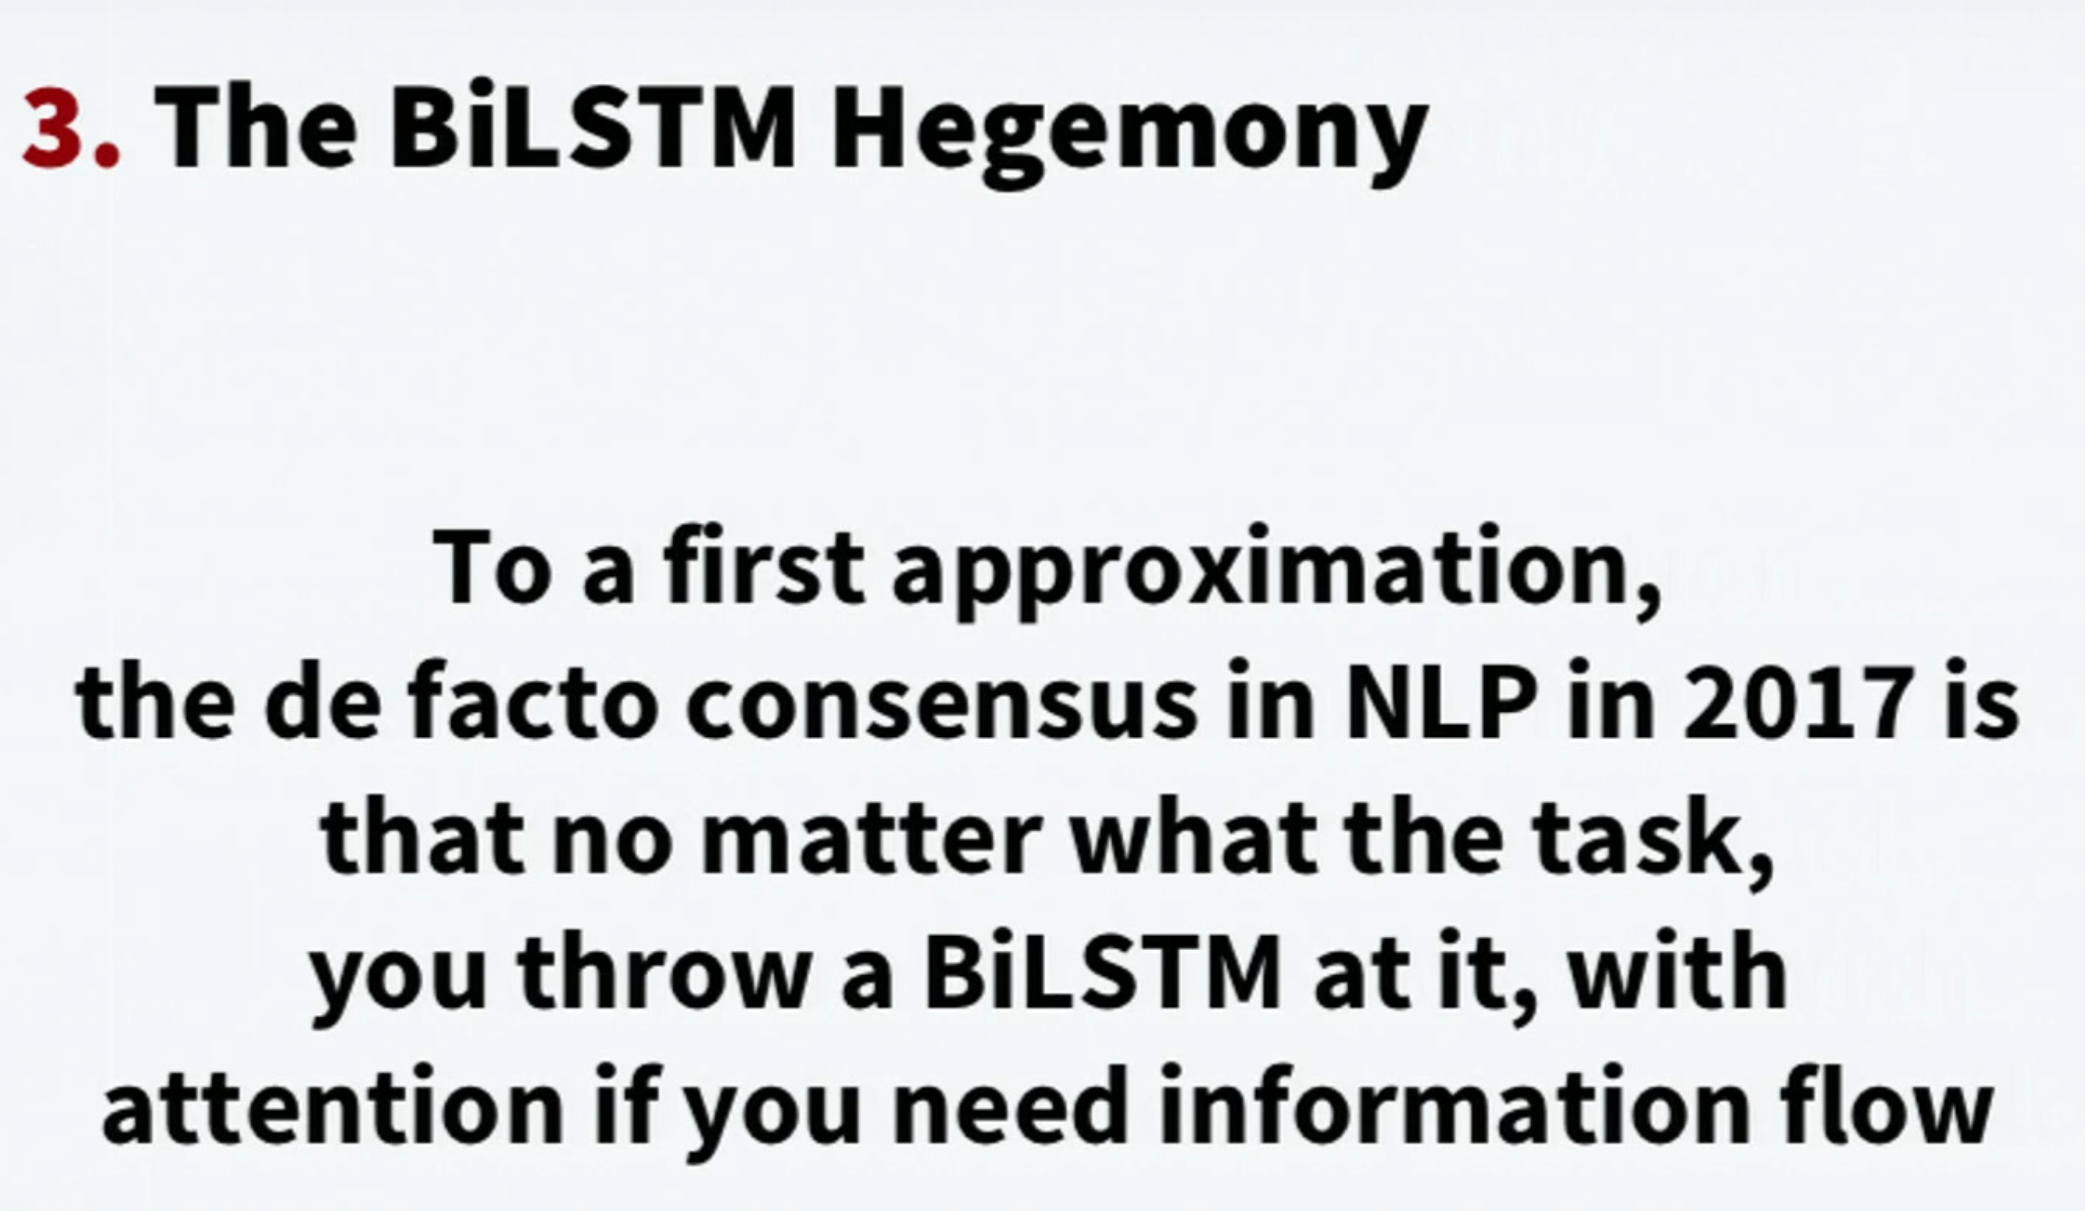 3. The BiLSTM Hegemony
To a first approximation,
the de facto consensus in NLP in 2017 is
that no matter what the task,
you throw a BiLSTM at it, with
attention if you need information flow